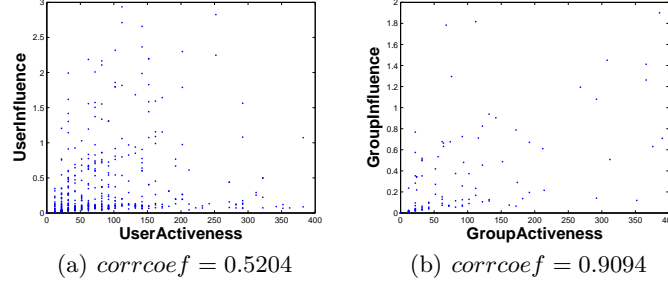 3
2.5
2
1.5
1
0.5
0
0 50 100 150 200 250 300 350 400
UserInfluence
UserActiveness
(a) corrcoef = 0.5204
2
1.8
1.6
1.4
1.2
1
0.8
0.6
0.4
0.2
0
0 50 100 150 200 250 300 350 400
GroupInfluence
GroupActiveness
(b) corrcoef = 0.9094